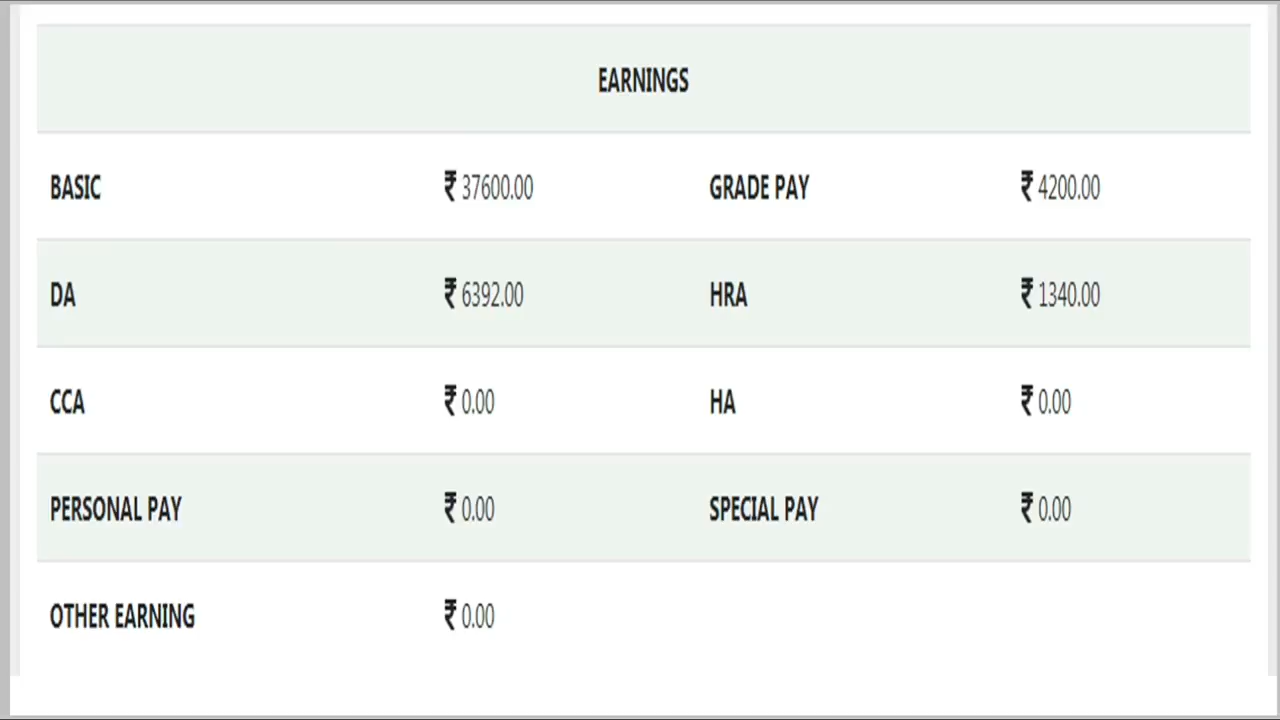 EARNINGS
BASIC ₹ 37600.00 GRADE PAY ₹ 4200.00
DA ₹ 6392.00 HRA ₹ 1340.00
CCA ₹ 0.00 HA ₹ 0.00
PERSONAL PAY ₹ 0.00 SPECIAL PAY ₹ 0.00
OTHER EARNING ₹ 0.00